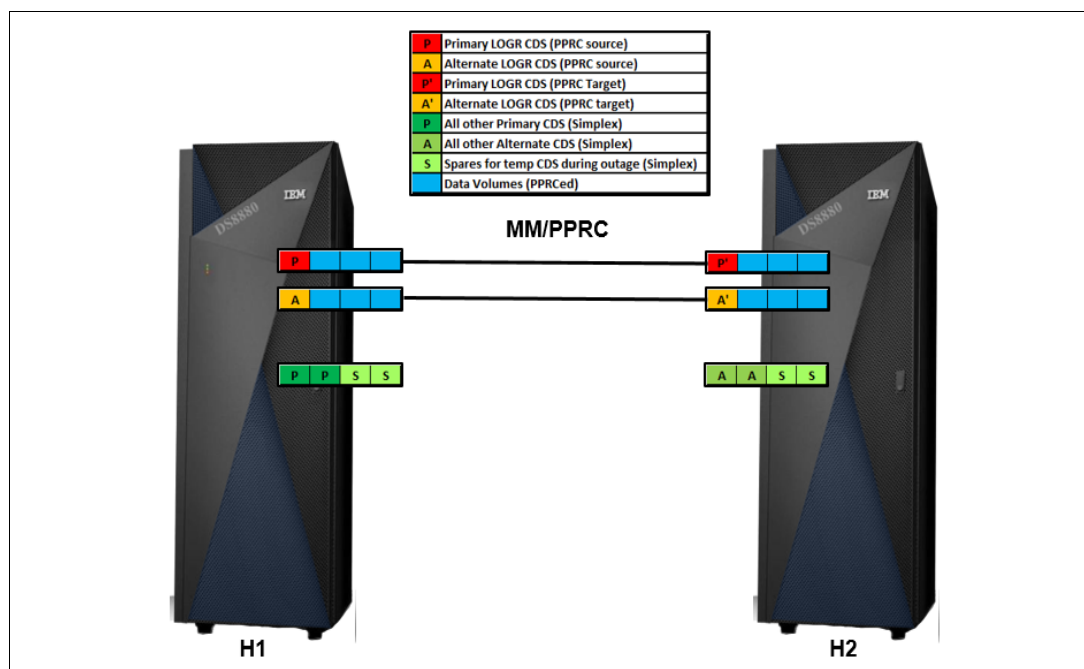 P Primary LOGR CDS (PPRC source)
A Alternate LOGR CDS (PPRC source)
P' Primary LOGR CDS (PPRC Target)
A' Alternate LOGR CDS (PPRC target)
P All other Primary CDS (Simplex)
A All other Alternate CDS (Simplex)
S Spares for temp CDS during outage (Simplex)
Data Volumes (PPRCed)
IBM
DS8880
IBM
DS8880
MM/PPRC
P
P'
A
A'
P P S S
A A S S
H1
H2